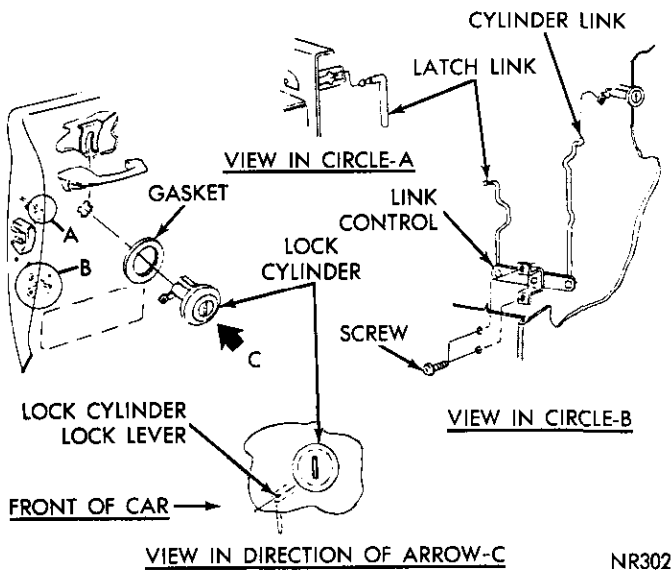 CYLINDER LINK
LATCH LINK
VIEW IN CIRCLE-A
GASKET
A
B
LINK
CONTROL
LOCK
CYLINDER
SCREW
C
VIEW IN CIRCLE-B
LOCK CYLINDER
LOCK LEVER
FRONT OF CAR
VIEW IN DIRECTION OF ARROW-C
NR302